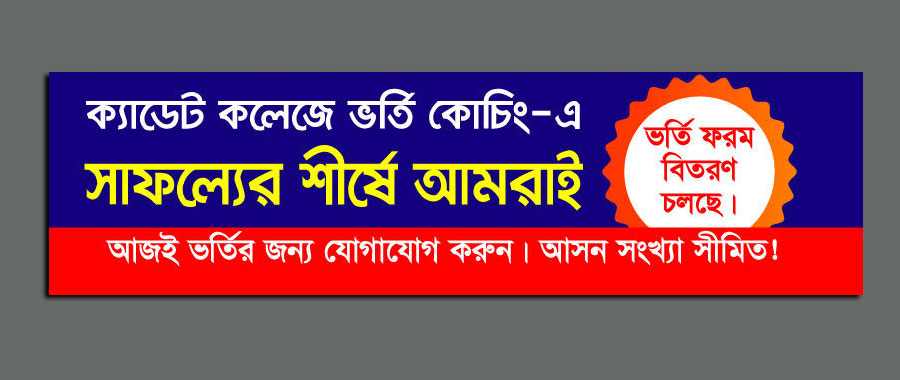 ক্যাডেট কলেজে ভর্তি কোচিং-এ
সাফল্যের শীর্ষে আমরাই
ভর্তি ফরম
বিতরণ
চলছে।
আজই ভর্তির জন্য যোগাযোগ করুন। আসন সংখ্যা সীমিত!